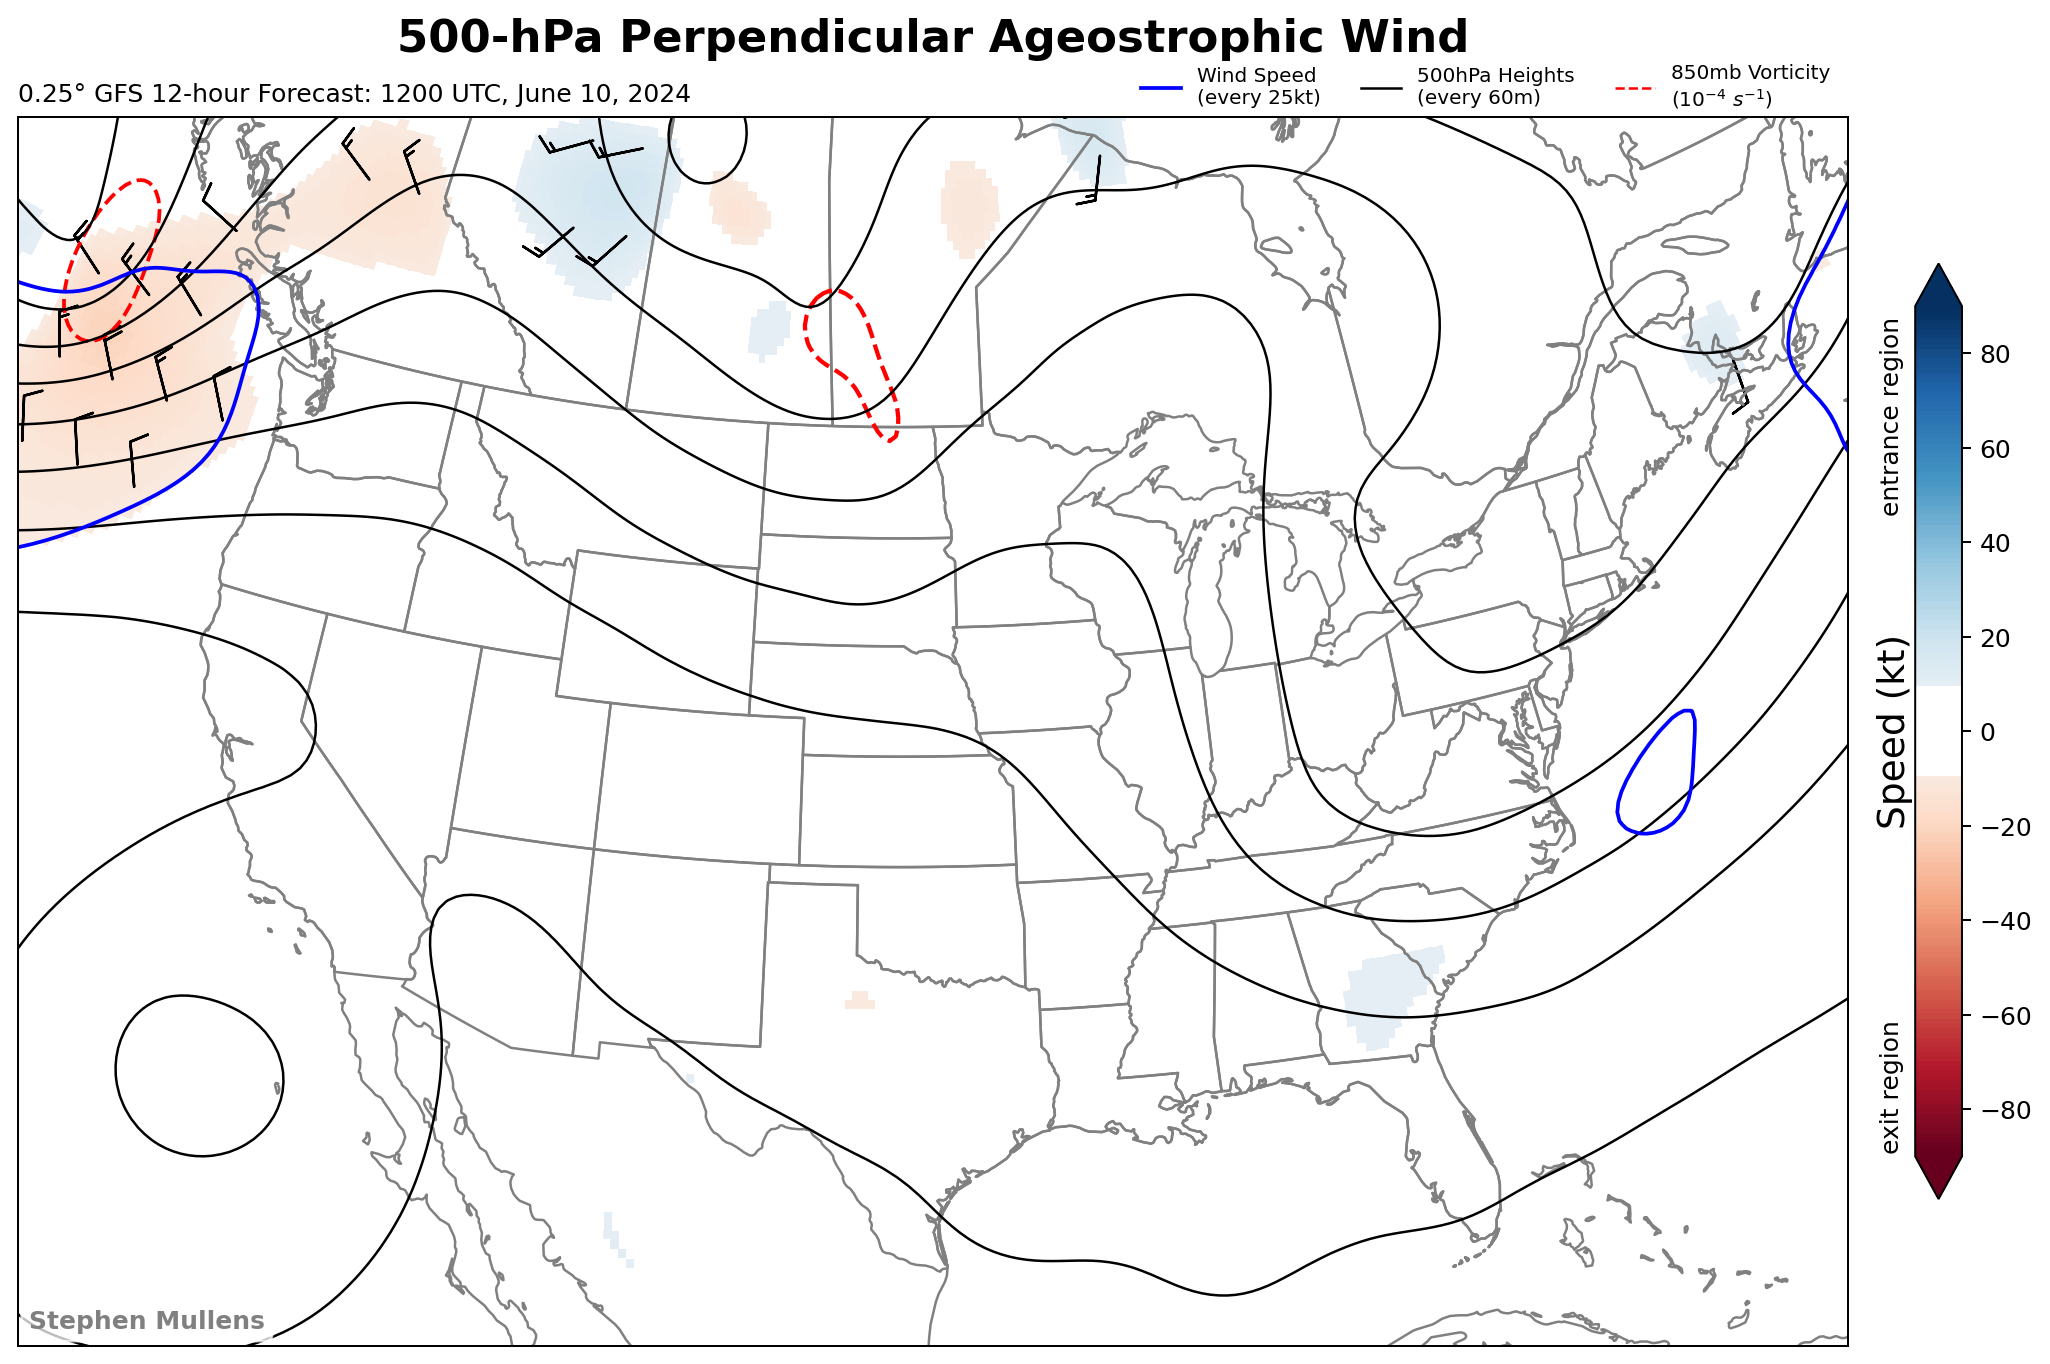 500-hPa Perpendicular Ageostrophic Wind
0.25° GFS 12-hour Forecast: 1200 UTC, June 10, 2024
Wind Speed
(every 25kt)
500hPa Heights
(every 60m)
850mb Vorticity
(10⁻⁴ s⁻¹)
entrance region
Speed (kt)
exit region
80
60
40
20
0
−20
−40
−60
−80
Stephen Mullens